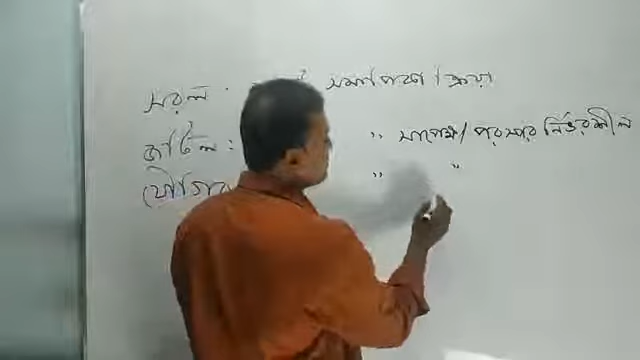 সরল : সমাপিকা ক্রিয়া
জটিল : " সাপেক্ষ / পরস্পর নির্ভরশীল
যৌগিক " "